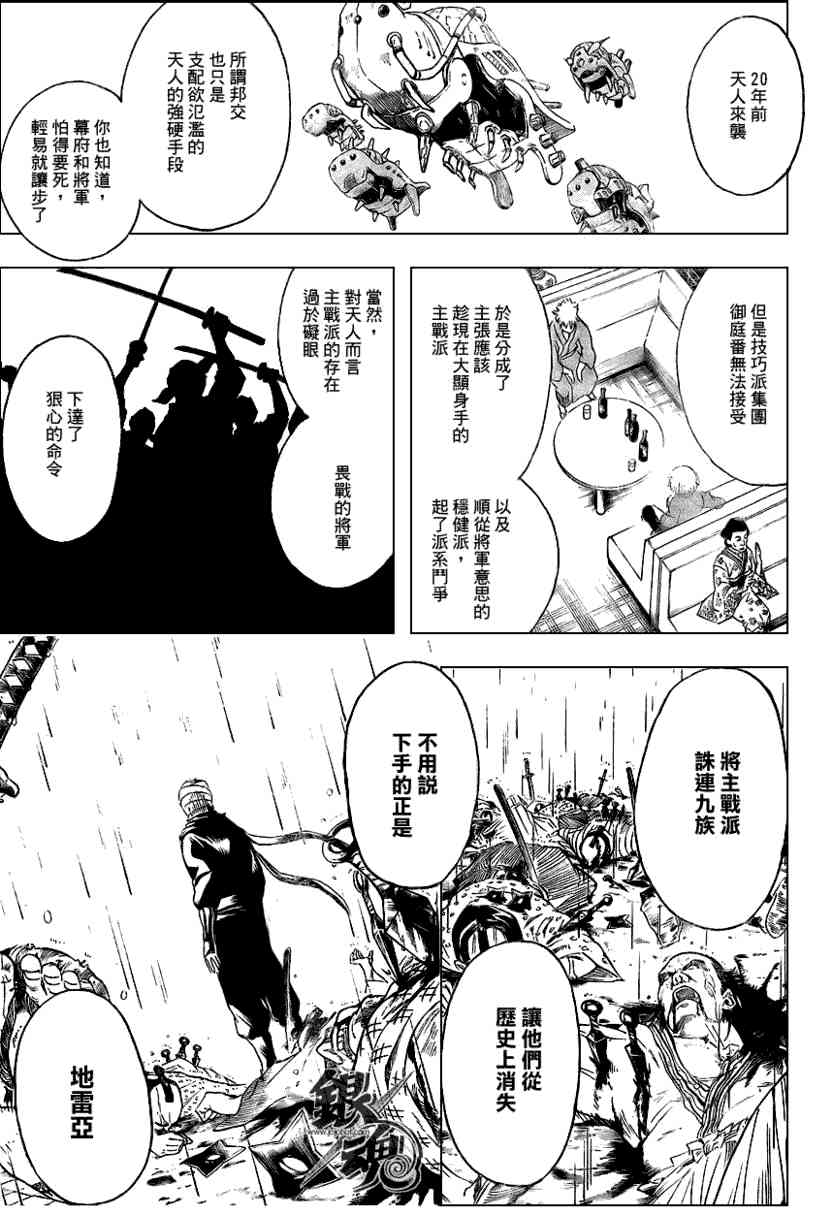 20年前
天人來襲
所謂邦交
也只是
支配欲氾濫的
天人的強硬手段
你也知道，
幕府和將軍
怕得要死，
輕易就讓步了
但是技巧派集團
御庭番無法接受
於是分成了
主張應該
趁現在大顯身手的
主戰派
以及
順從將軍意思的
穩健派，
起了派系鬥爭
當然，
對天人而言
主戰派的存在
過於礙眼
畏戰的將軍
下達了
狠心的命令
將主戰派
誅連九族
讓他們從
歷史上消失
不用說
下手的正是
地雷亞
銀魂